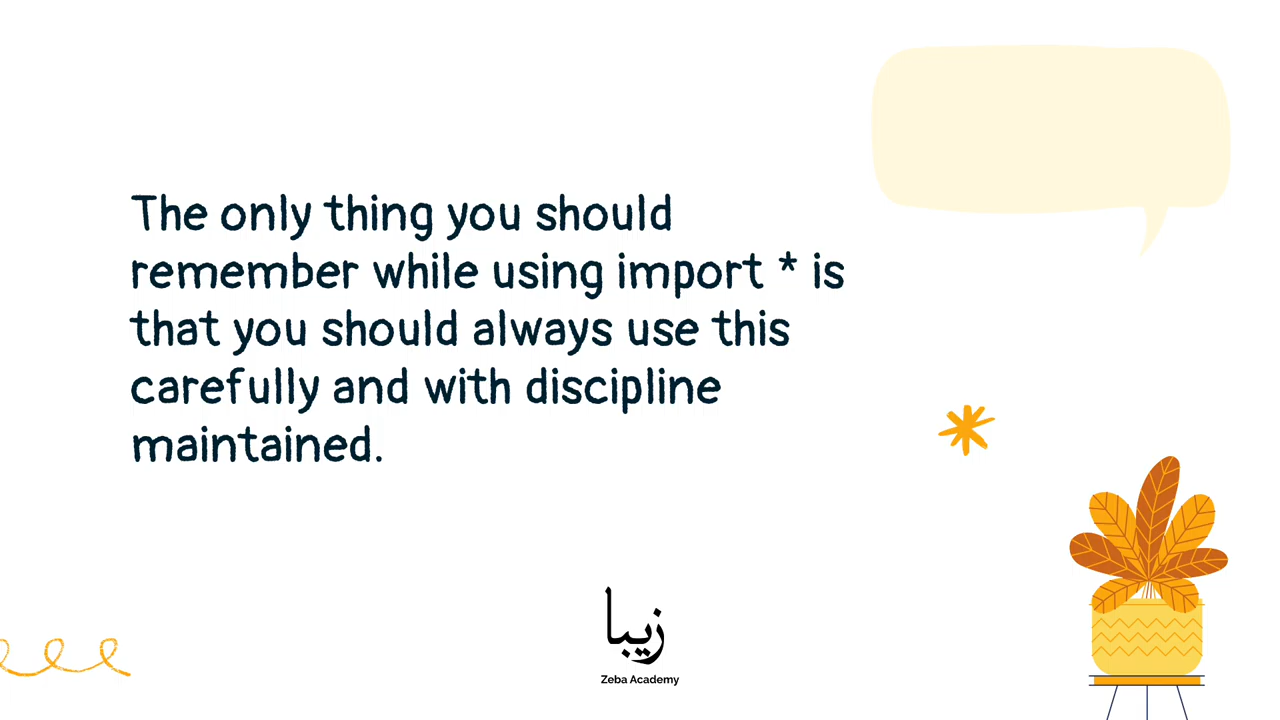 The only thing you should
remember while using import * is
that you should always use this
carefully and with discipline
maintained.
زيبا
Zeba Academy